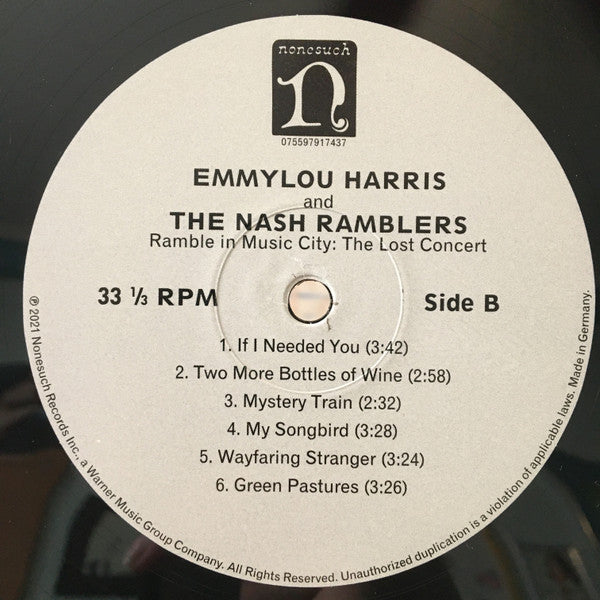 nonesuch
n
075597917437
EMMYLOU HARRIS
and
THE NASH RAMBLERS
Ramble in Music City: The Lost Concert
33 ⅓ RPM
Side B
1. If I Needed You (3:42)
2. Two More Bottles of Wine (2:58)
3. Mystery Train (2:32)
4. My Songbird (3:28)
5. Wayfaring Stranger (3:24)
6. Green Pastures (3:26)
℗ 2021 Nonesuch Records Inc., a Warner Music Group Company. All Rights Reserved. Unauthorized duplication is a violation of applicable laws. Made in Germany.